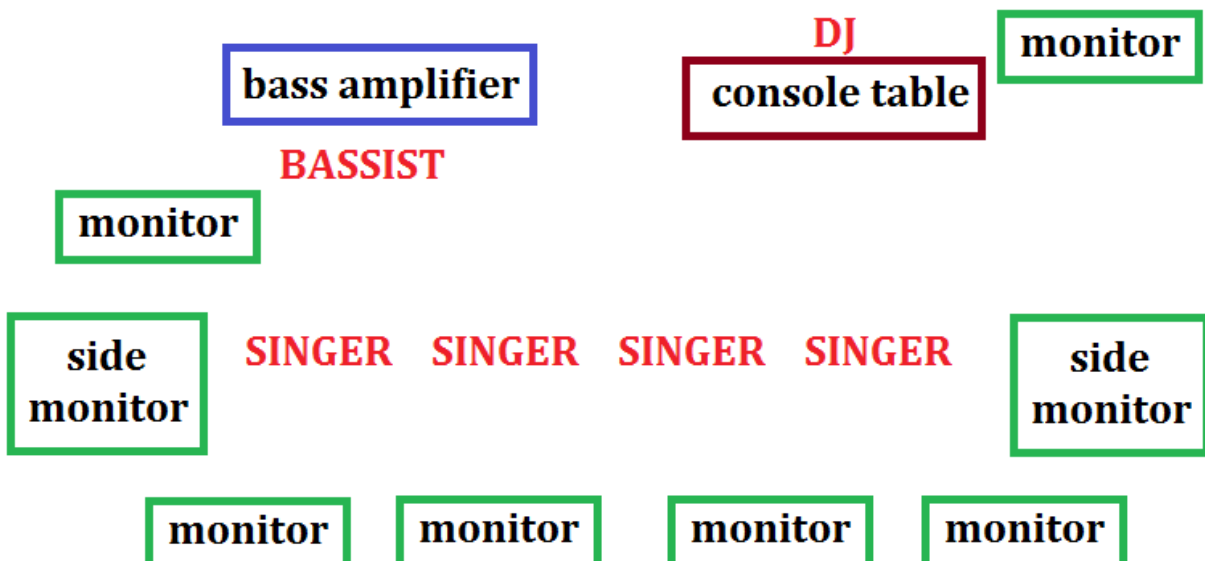 DJ
monitor
bass amplifier
console table
BASSIST
monitor
side
monitor
SINGER SINGER SINGER SINGER
side
monitor
monitor monitor monitor monitor